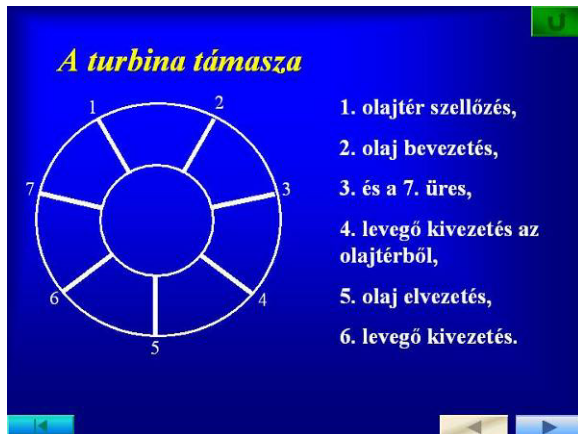 A turbina támasza
1
2
7
3
6
4
5
1. olajtér szellőzés,
2. olaj bevezetés,
3. és a 7. üres,
4. levegő kivezetés az
olajtérből,
5. olaj elvezetés,
6. levegő kivezetés.